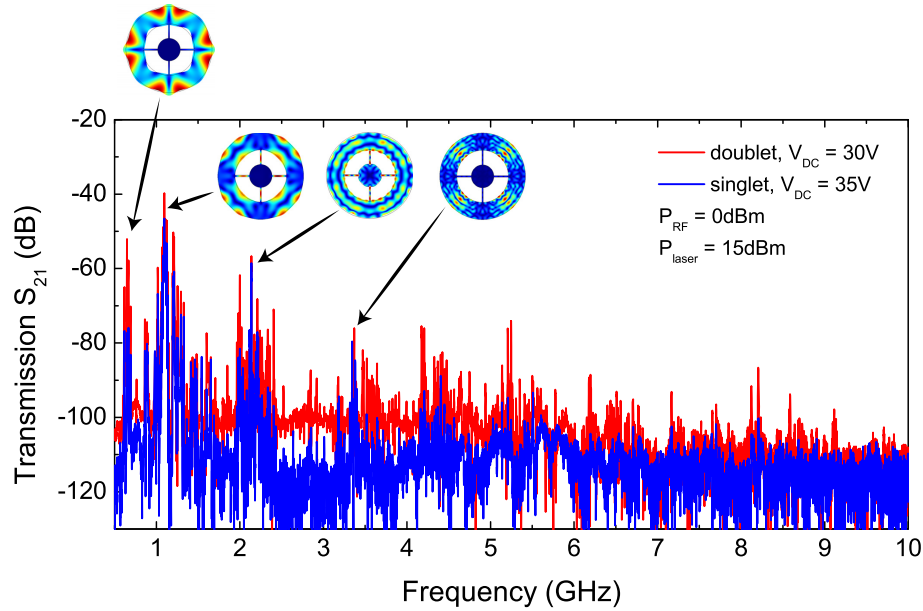 -20
-40
-60
-80
-100
-120
Transmission S21 (dB)
doublet, VDC = 30V
singlet, VDC = 35V
PRF = 0dBm
Plaser = 15dBm
1 2 3 4 5 6 7 8 9 10
Frequency (GHz)